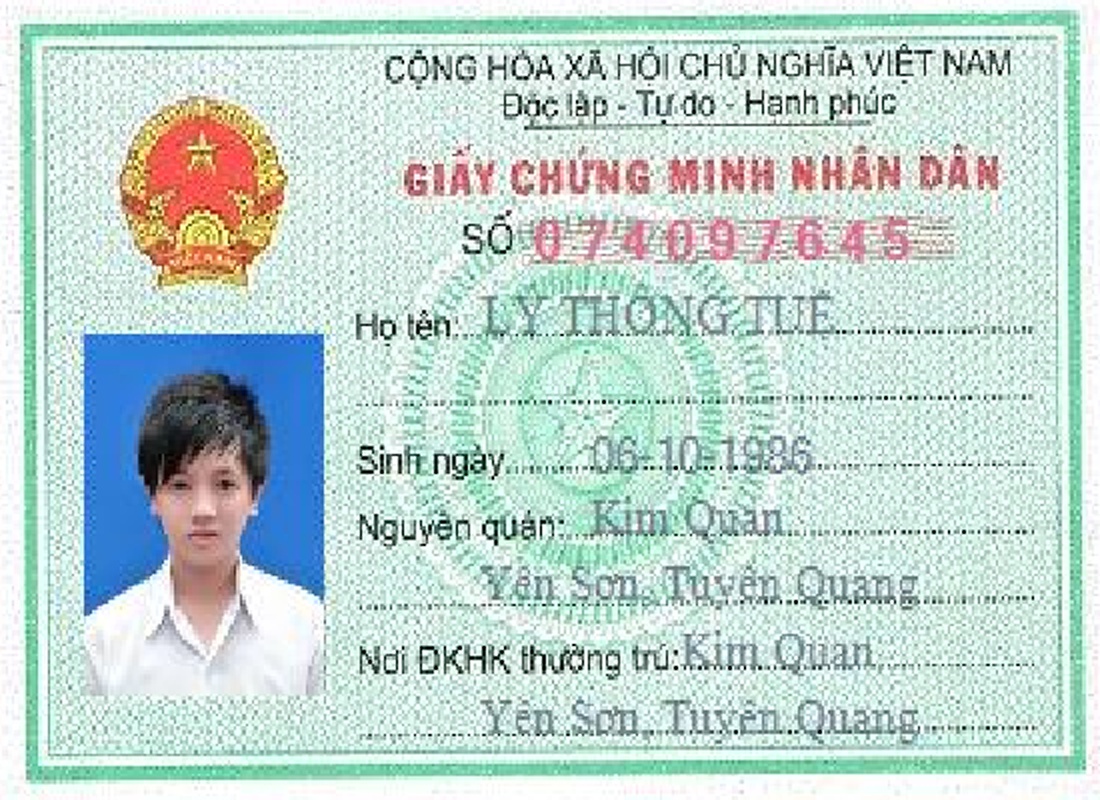 CỘNG HÒA XÃ HỘI CHỦ NGHĨA VIỆT NAM
Độc lập - Tự do - Hạnh phúc
GIẤY CHỨNG MINH NHÂN DÂN
SỐ 074097645
Họ tên: LÝ THÔNG TUỆ
Sinh ngày 06-10-1986
Nguyên quán: Kim Quan
Yên Sơn, Tuyên Quang
Nơi ĐKHK thường trú: Kim Quan
Yên Sơn, Tuyên Quang